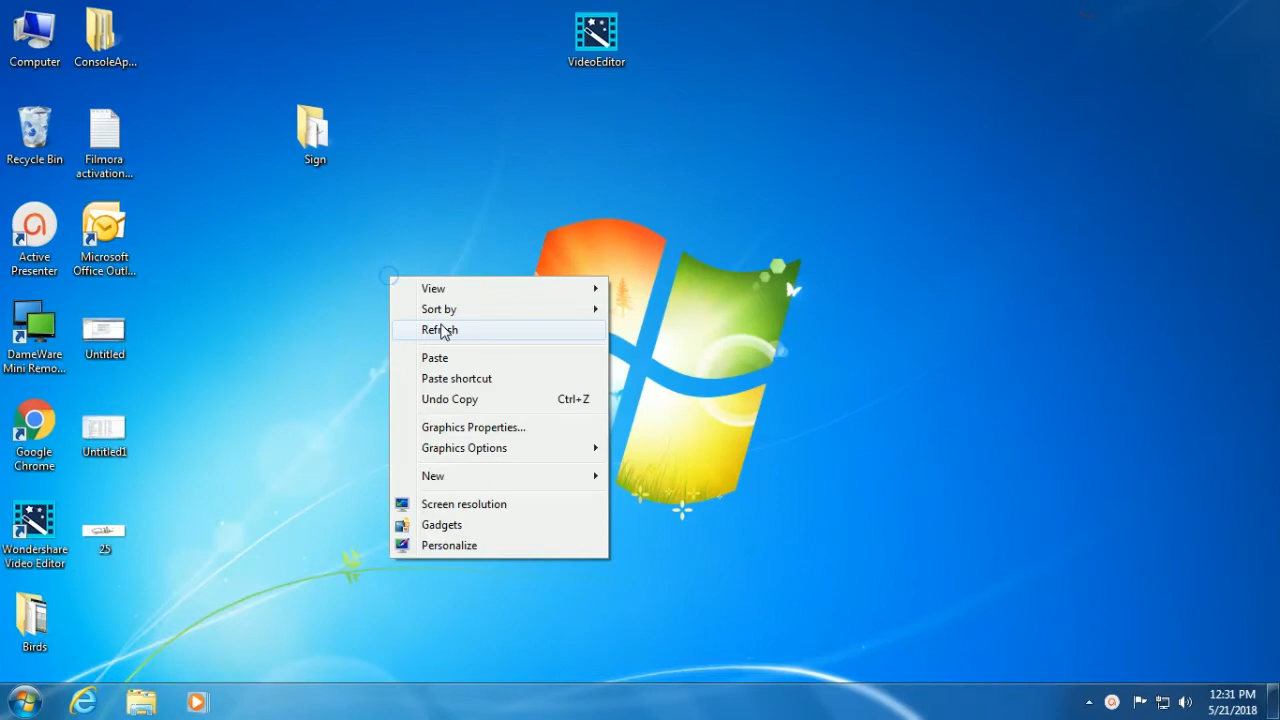 Computer
ConsoleAp...
VideoEditor
Recycle Bin
Filmora
activation...
Sign
Active
Presenter
Microsoft
Office Outl...
DameWare
Mini Remo...
Untitled
Google
Chrome
Untitled1
Wondershare
Video Editor
25
Birds
View
Sort by
Refresh
Paste
Paste shortcut
Undo Copy Ctrl+Z
Graphics Properties...
Graphics Options
New
Screen resolution
Gadgets
Personalize
12:31 PM
5/21/2018